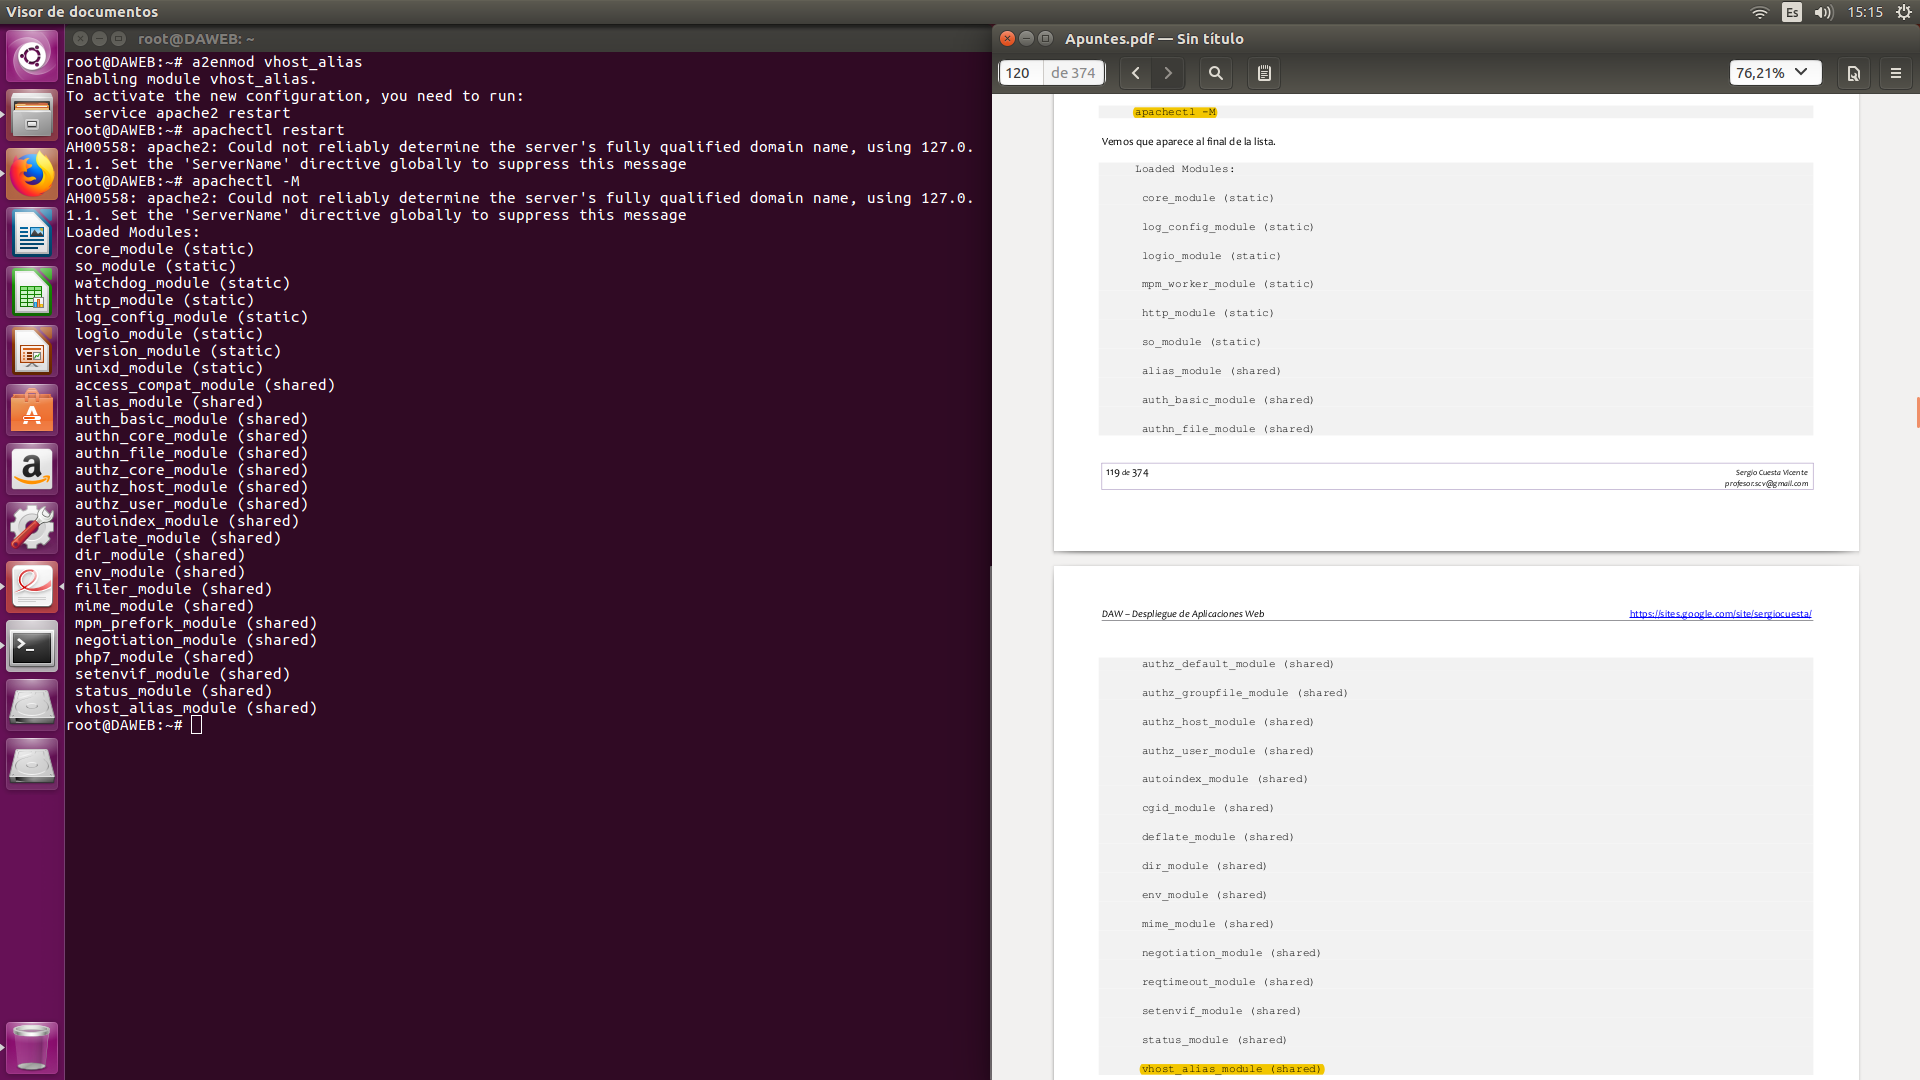 Visor de documentos
Es
15:15
root@DAWEB: ~
root@DAWEB:~# a2enmod vhost_alias
Enabling module vhost_alias.
To activate the new configuration, you need to run:
  service apache2 restart
root@DAWEB:~# apachectl restart
AH00558: apache2: Could not reliably determine the server's fully qualified domain name, using 127.0.
1.1. Set the 'ServerName' directive globally to suppress this message
root@DAWEB:~# apachectl -M
AH00558: apache2: Could not reliably determine the server's fully qualified domain name, using 127.0.
1.1. Set the 'ServerName' directive globally to suppress this message
Loaded Modules:
 core_module (static)
 so_module (static)
 watchdog_module (static)
 http_module (static)
 log_config_module (static)
 logio_module (static)
 version_module (static)
 unixd_module (static)
 access_compat_module (shared)
 alias_module (shared)
 auth_basic_module (shared)
 authn_core_module (shared)
 authn_file_module (shared)
 authz_core_module (shared)
 authz_host_module (shared)
 authz_user_module (shared)
 autoindex_module (shared)
 deflate_module (shared)
 dir_module (shared)
 env_module (shared)
 filter_module (shared)
 mime_module (shared)
 mpm_prefork_module (shared)
 negotiation_module (shared)
 php7_module (shared)
 setenvif_module (shared)
 status_module (shared)
 vhost_alias_module (shared)
root@DAWEB:~#
Apuntes.pdf — Sin título
120 de 374
76,21%
apachectl -M
Vemos que aparece al final de la lista.
Loaded Modules:
core_module (static)
log_config_module (static)
logio_module (static)
mpm_worker_module (static)
http_module (static)
so_module (static)
alias_module (shared)
auth_basic_module (shared)
authn_file_module (shared)
119 de 374
Sergio Cuesta Vicente
profesor.scv@gmail.com
DAW – Despliegue de Aplicaciones Web
https://sites.google.com/site/sergiocuesta/
authz_default_module (shared)
authz_groupfile_module (shared)
authz_host_module (shared)
authz_user_module (shared)
autoindex_module (shared)
cgid_module (shared)
deflate_module (shared)
dir_module (shared)
env_module (shared)
mime_module (shared)
negotiation_module (shared)
reqtimeout_module (shared)
setenvif_module (shared)
status_module (shared)
vhost_alias_module (shared)